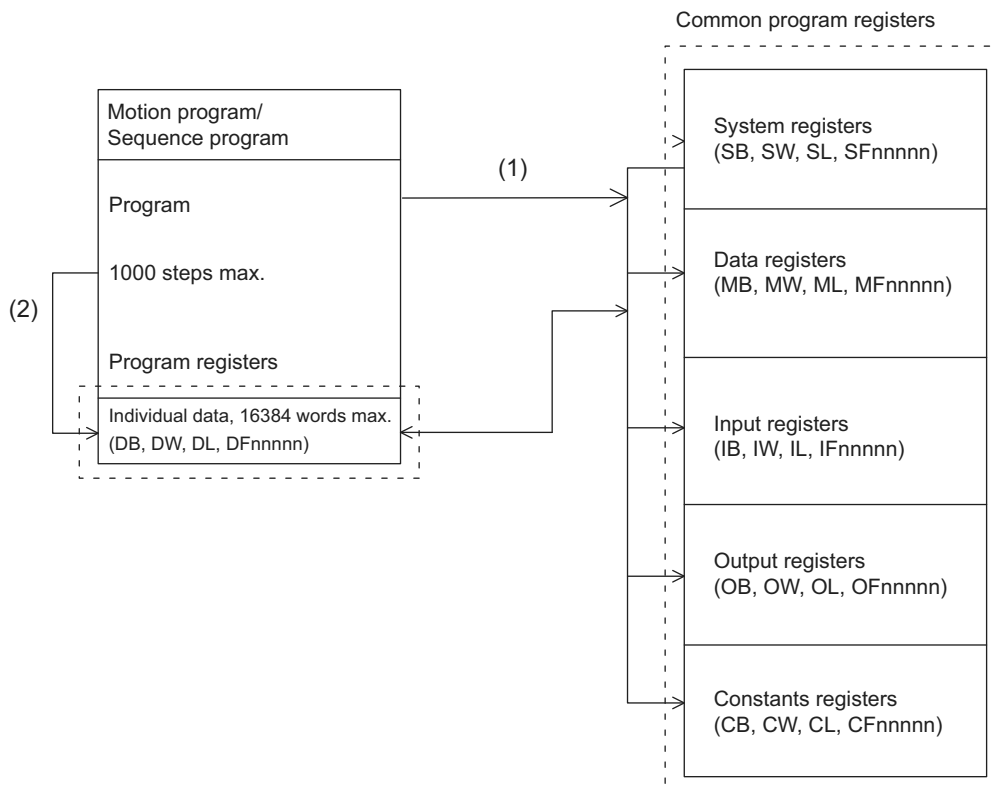 Common program registers
Motion program/
Sequence program
Program
1000 steps max.
Program registers
Individual data, 16384 words max.
(DB, DW, DL, DFnnnnn)
(1)
(2)
System registers
(SB, SW, SL, SFnnnnn)
Data registers
(MB, MW, ML, MFnnnnn)
Input registers
(IB, IW, IL, IFnnnnn)
Output registers
(OB, OW, OL, OFnnnnn)
Constants registers
(CB, CW, CL, CFnnnnn)